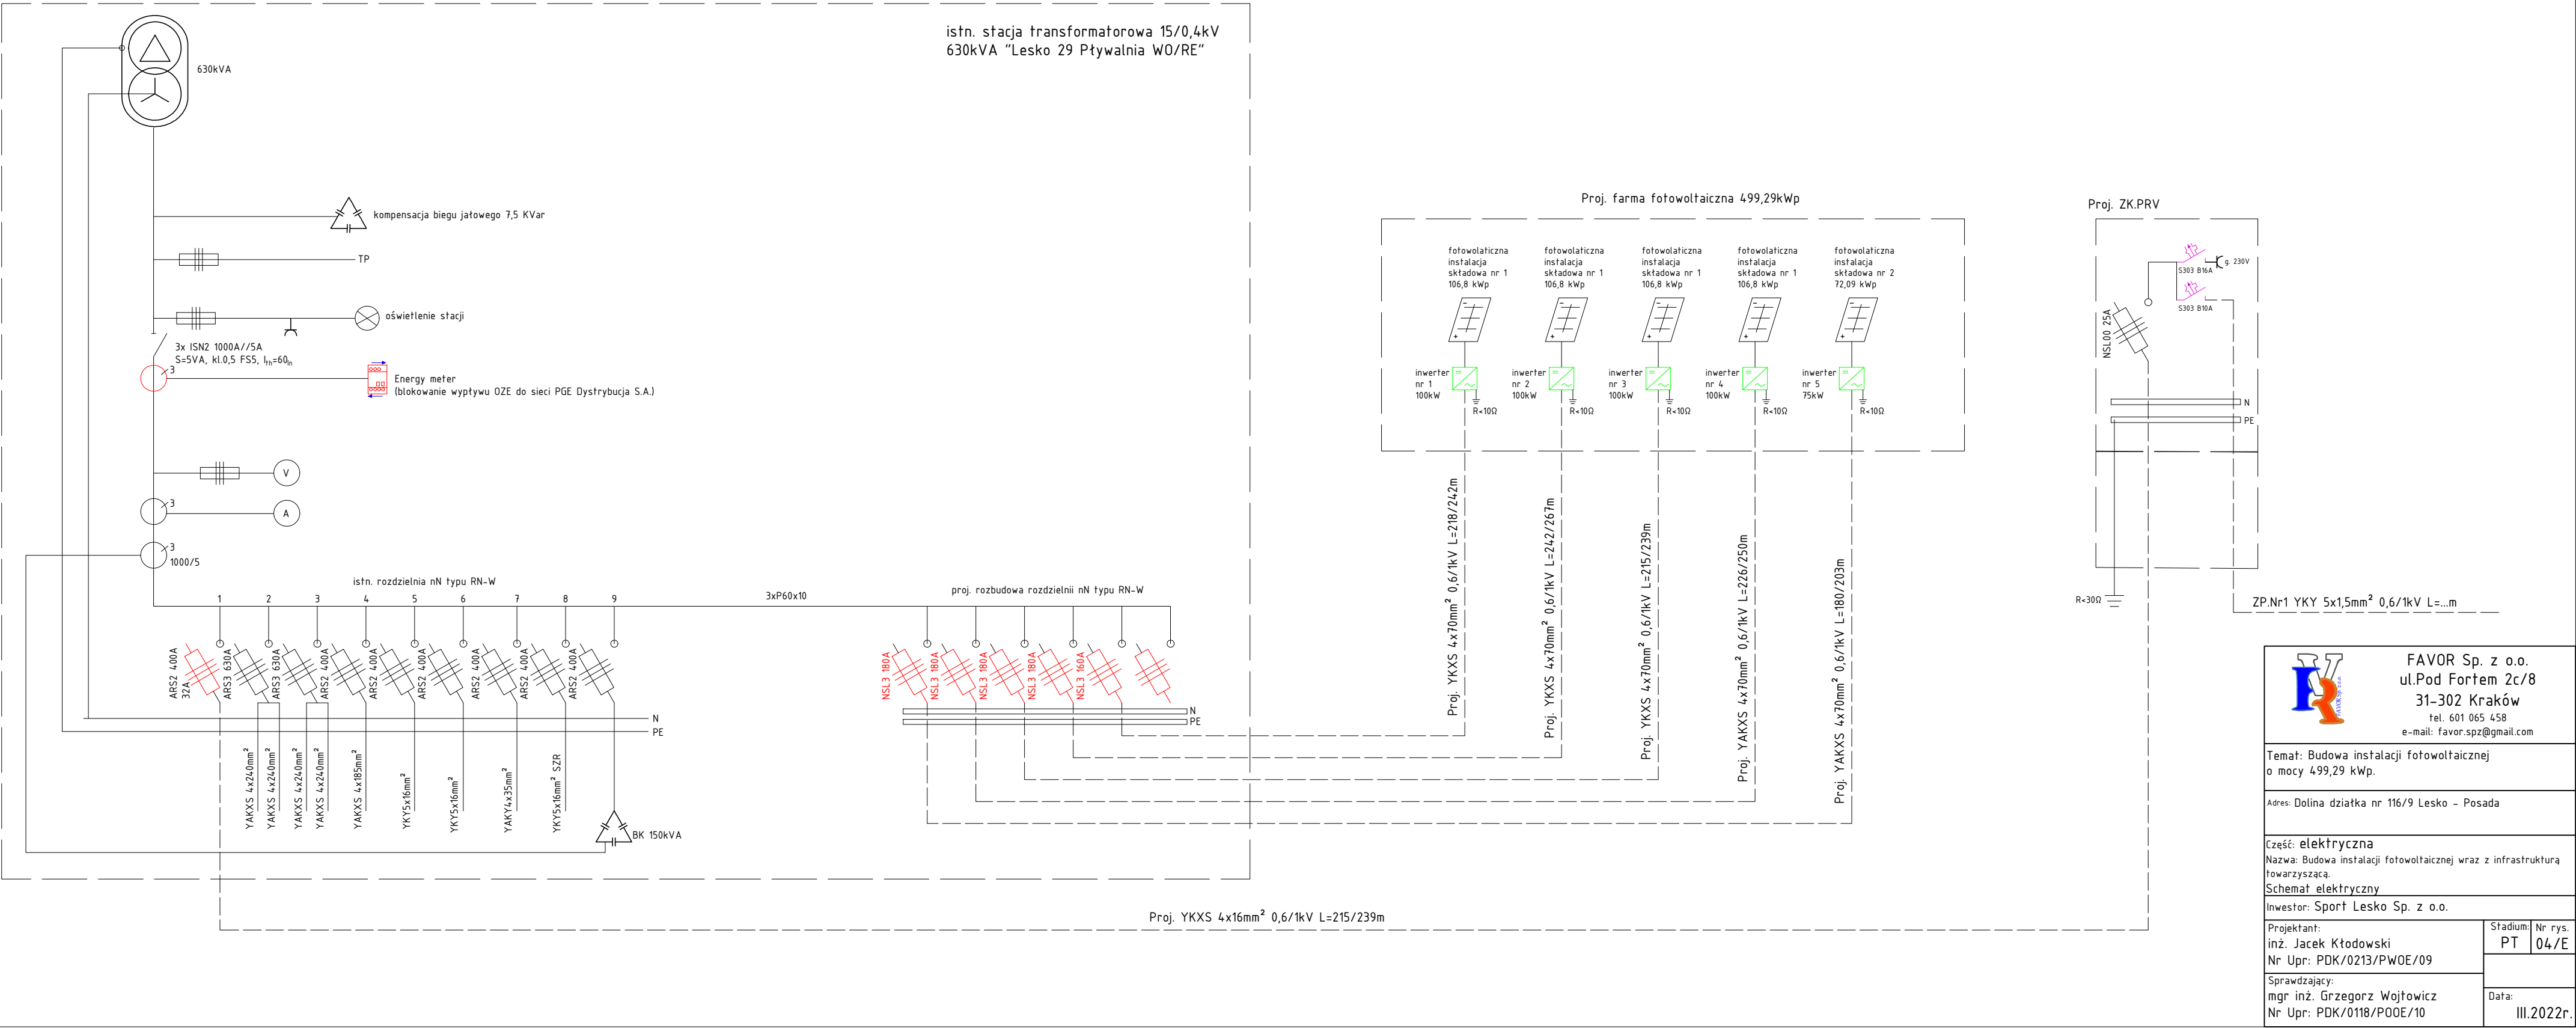 istn. stacja transformatorowa 15/0,4kV
630kVA "Lesko 29 Pływalnia WO/RE"
630kVA
kompensacja biegu jałowego 7,5 KVar
TP
oświetlenie stacji
3x ISN2 1000A//5A
S=5VA, kl.0,5 FS5, Ith=60In
3
Energy meter
(blokowanie wypływu OZE do sieci PGE Dystrybucja S.A.)
V
3
A
3
1000/5
istn. rozdzielnia nN typu RN-W
1 2 3 4 5 6 7 8 9
3xP60x10
proj. rozbudowa rozdzielnii nN typu RN-W
ARS2 400A
32A
ARS3 630A
ARS3 630A
ARS2 400A
ARS2 400A
ARS2 400A
ARS2 400A
ARS2 400A
ARS2 400A
NSL3 180A
NSL3 180A
NSL3 180A
NSL3 180A
NSL3 160A
N
PE
N
PE
YAKXS 4x240mm²
YAKXS 4x240mm²
YAKXS 4x240mm²
YAKXS 4x240mm²
YAKXS 4x185mm²
YKY5x16mm²
YKY5x16mm²
YAKY4x35mm²
YKY5x16mm² SZR
BK 150kVA
Proj. farma fotowoltaiczna 499,29kWp
fotowolaticzna
instalacja
składowa nr 1
106,8 kWp
fotowolaticzna
instalacja
składowa nr 1
106,8 kWp
fotowolaticzna
instalacja
składowa nr 1
106,8 kWp
fotowolaticzna
instalacja
składowa nr 1
106,8 kWp
fotowolaticzna
instalacja
składowa nr 2
72,09 kWp
inwerter
nr 1
100kW
R<10Ω
inwerter
nr 2
100kW
R<10Ω
inwerter
nr 3
100kW
R<10Ω
inwerter
nr 4
100kW
R<10Ω
inwerter
nr 5
75kW
R<10Ω
Proj. YKXS 4x70mm² 0,6/1kV L=218/242m
Proj. YKXS 4x70mm² 0,6/1kV L=242/267m
Proj. YKXS 4x70mm² 0,6/1kV L=215/239m
Proj. YAKXS 4x70mm² 0,6/1kV L=226/250m
Proj. YAKXS 4x70mm² 0,6/1kV L=180/203m
Proj. YKXS 4x16mm² 0,6/1kV L=215/239m
Proj. ZK.PRV
S303 B16A
g. 230V
S303 B10A
NSL00 25A
N
PE
R<30Ω
ZP.Nr1 YKY 5x1,5mm² 0,6/1kV L=...m
FAVOR Sp. z o.o.
FAVOR Sp. z o.o.
ul.Pod Fortem 2c/8
31-302 Kraków
tel. 601 065 458
e-mail: favor.spz@gmail.com
Temat: Budowa instalacji fotowoltaicznej
o mocy 499,29 kWp.
Adres: Dolina działka nr 116/9 Lesko - Posada
Część: elektryczna
Nazwa: Budowa instalacji fotowoltaicznej wraz z infrastrukturą
towarzyszącą.
Schemat elektryczny
Inwestor: Sport Lesko Sp. z o.o.
Projektant:
inż. Jacek Kłodowski
Nr Upr: PDK/0213/PWOE/09
Stadium:
PT
Nr rys.
04/E
Sprawdzający:
mgr inż. Grzegorz Wojtowicz
Nr Upr: PDK/0118/POOE/10
Data:
III.2022r.